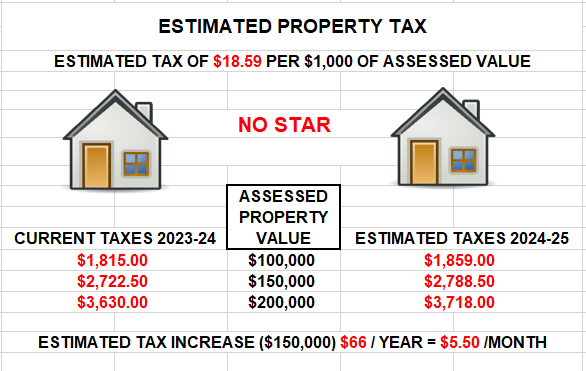 ESTIMATED PROPERTY TAX
ESTIMATED TAX OF $18.59 PER $1,000 OF ASSESSED VALUE
NO STAR
ASSESSED
PROPERTY
CURRENT TAXES 2023-24 VALUE ESTIMATED TAXES 2024-25
$1,815.00 $100,000 $1,859.00
$2,722.50 $150,000 $2,788.50
$3,630.00 $200,000 $3,718.00
ESTIMATED TAX INCREASE ($150,000) $66 / YEAR = $5.50 /MONTH